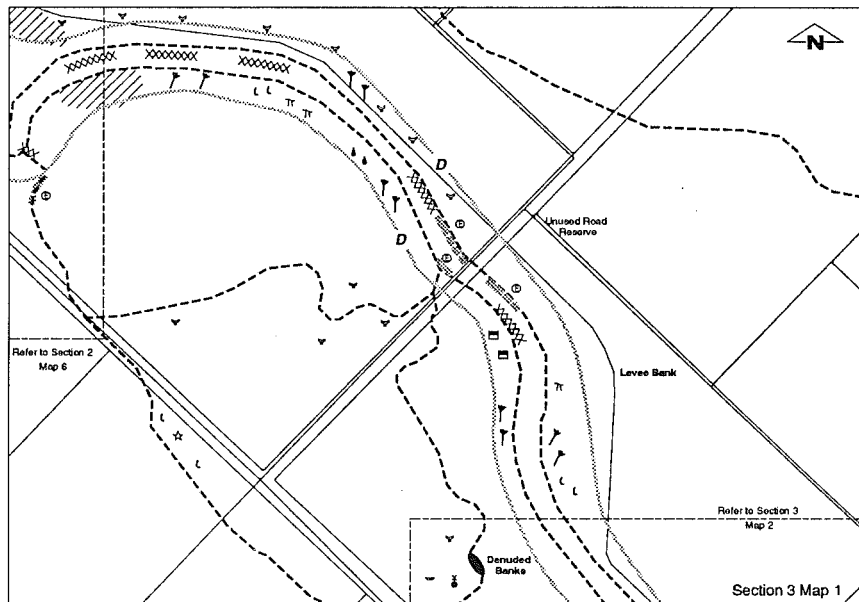 N
D
Unused Road
Reserve
D
E
E
E
E
Refer to Section 2
Map 6
Levee Bank
Refer to Section 3
Map 2
Denuded
Banks
Section 3 Map 1